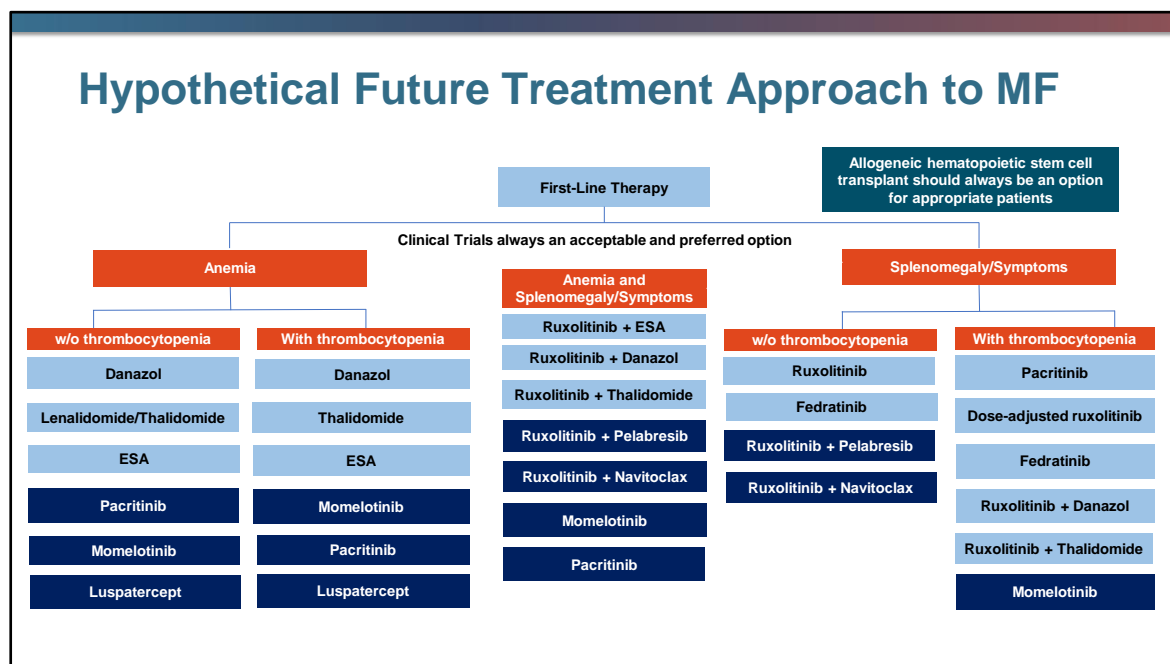 Hypothetical Future Treatment Approach to MF
Allogeneic hematopoietic stem cell
transplant should always be an option
for appropriate patients
First-Line Therapy
Clinical Trials always an acceptable and preferred option
Anemia
w/o thrombocytopenia
Danazol
Lenalidomide/Thalidomide
ESA
Pacritinib
Momelotinib
Luspatercept
With thrombocytopenia
Danazol
Thalidomide
ESA
Momelotinib
Pacritinib
Luspatercept
Anemia and
Splenomegaly/Symptoms
Ruxolitinib + ESA
Ruxolitinib + Danazol
Ruxolitinib + Thalidomide
Ruxolitinib + Pelabresib
Ruxolitinib + Navitoclax
Momelotinib
Pacritinib
Splenomegaly/Symptoms
w/o thrombocytopenia
Ruxolitinib
Fedratinib
Ruxolitinib + Pelabresib
Ruxolitinib + Navitoclax
With thrombocytopenia
Pacritinib
Dose-adjusted ruxolitinib
Fedratinib
Ruxolitinib + Danazol
Ruxolitinib + Thalidomide
Momelotinib